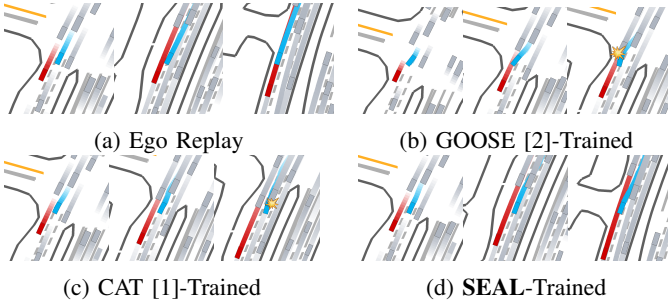 (a) Ego Replay
(b) GOOSE [2]-Trained
(c) CAT [1]-Trained
(d) SEAL-Trained